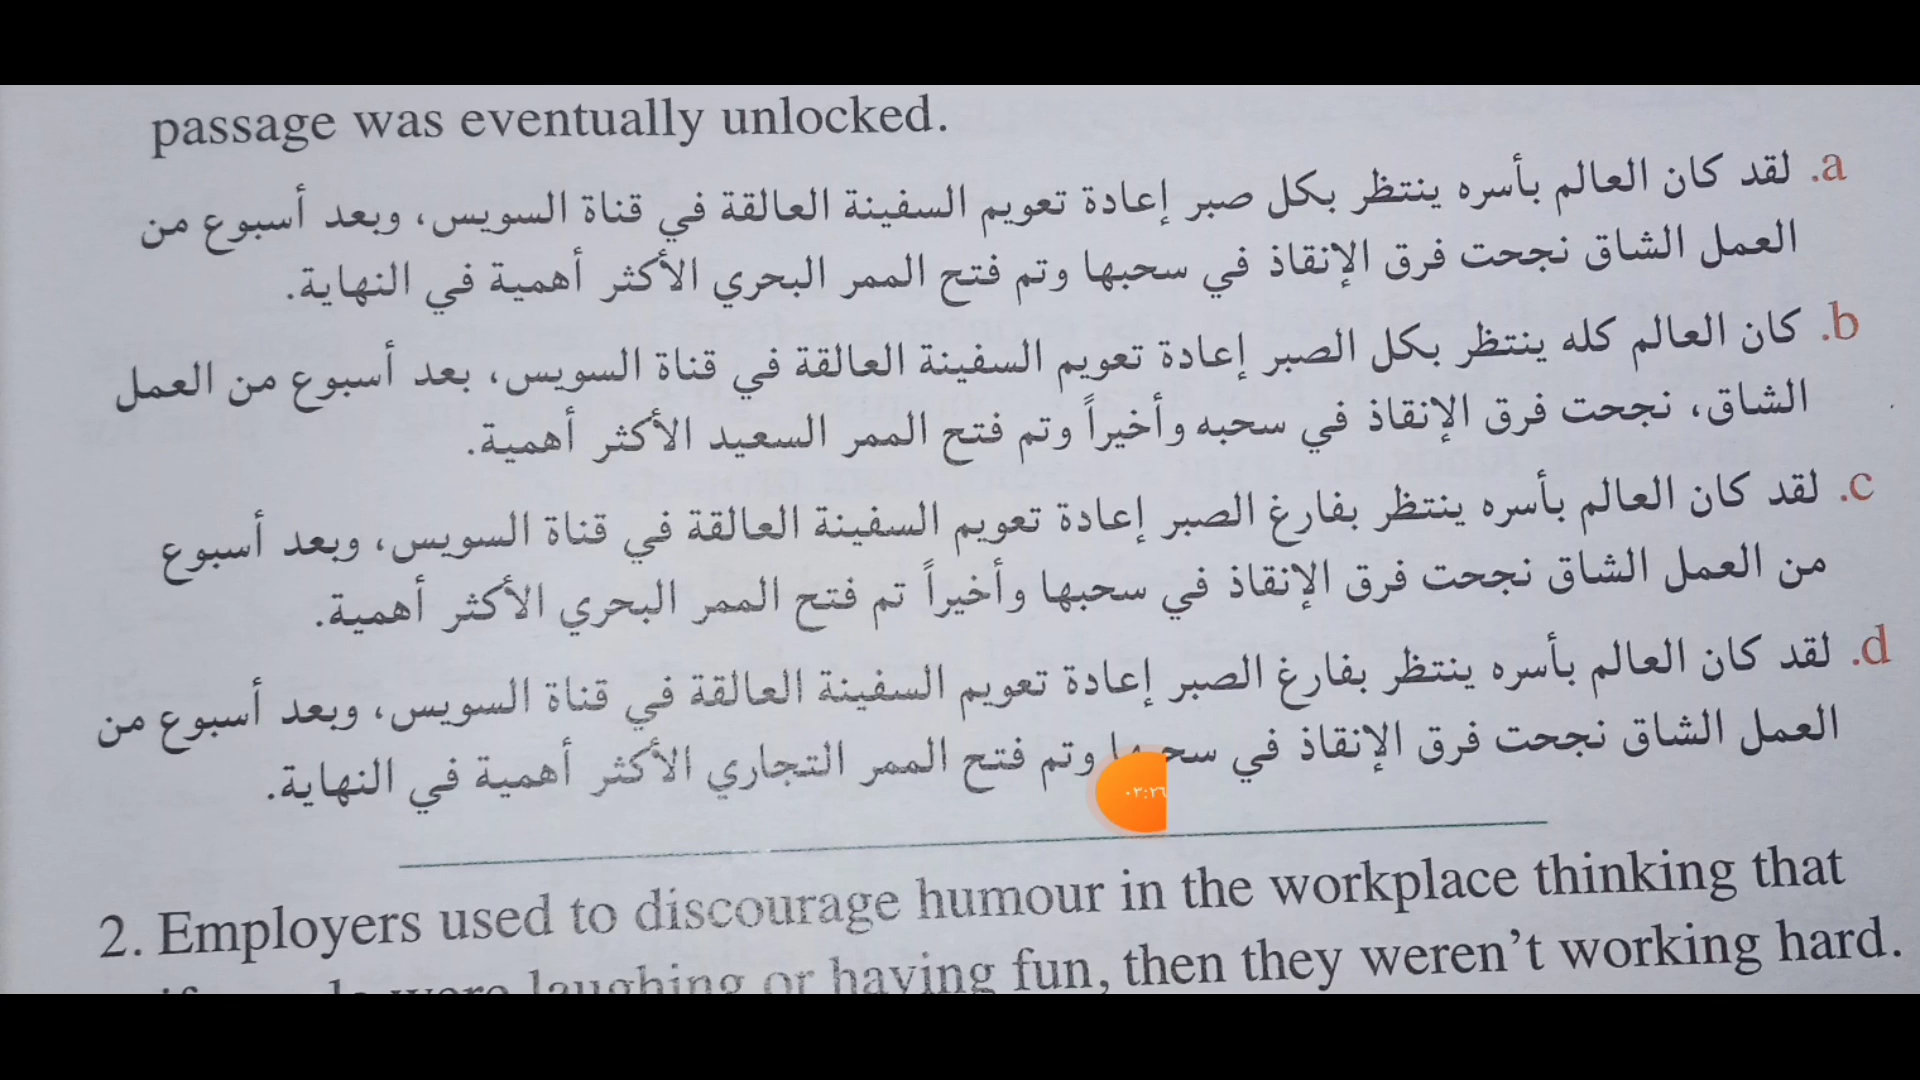 passage was eventually unlocked.
a. لقد كان العالم بأسره ينتظر بكل صبر إعادة تعويم السفينة العالقة في قناة السويس، وبعد أسبوع من
العمل الشاق نجحت فرق الإنقاذ في سحبها وتم فتح الممر البحري الأكثر أهمية في النهاية.
b. كان العالم كله ينتظر بكل الصبر إعادة تعويم السفينة العالقة في قناة السويس، بعد أسبوع من العمل
الشاق، نجحت فرق الإنقاذ في سحبه وأخيراً وتم فتح الممر السعيد الأكثر أهمية.
c. لقد كان العالم بأسره ينتظر بفارغ الصبر إعادة تعويم السفينة العالقة في قناة السويس، وبعد أسبوع
من العمل الشاق نجحت فرق الإنقاذ في سحبها وأخيراً تم فتح الممر البحري الأكثر أهمية.
d. لقد كان العالم بأسره ينتظر بفارغ الصبر إعادة تعويم السفينة العالقة في قناة السويس، وبعد أسبوع من
العمل الشاق نجحت فرق الإنقاذ في وتم فتح الممر التجاري الأكثر أهمية في النهاية.
٠٣:٢٦
2. Employers used to discourage humour in the workplace thinking that
were laughing or having fun, then they weren't working hard.